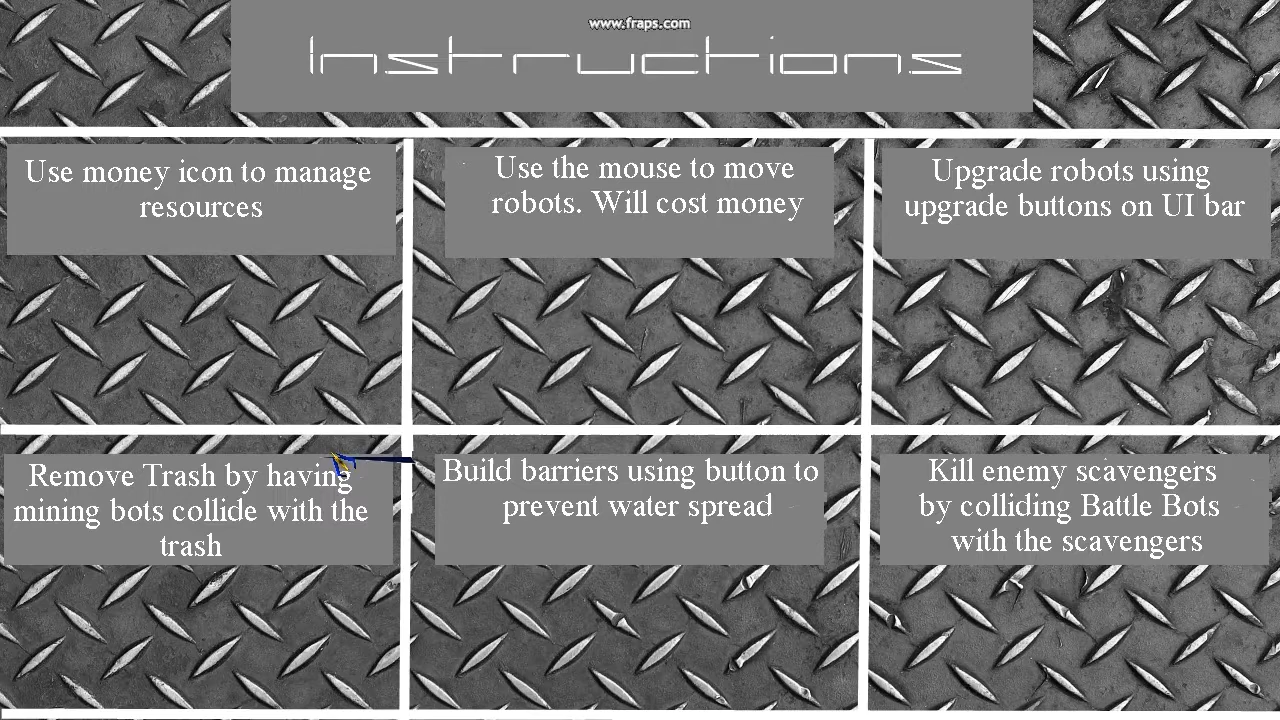 www.fraps.com
Instructions
Use money icon to manage
resources
Use the mouse to move
robots. Will cost money
Upgrade robots using
upgrade buttons on UI bar
Remove Trash by having
mining bots collide with the
trash
Build barriers using button to
prevent water spread
Kill enemy scavengers
by colliding Battle Bots
with the scavengers